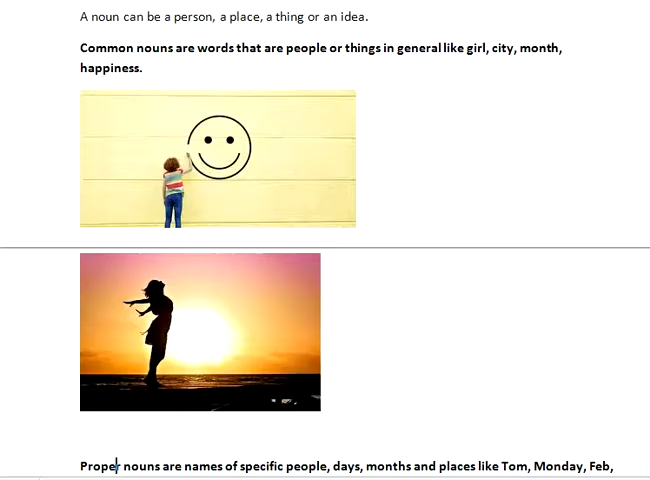 A noun can be a person, a place, a thing or an idea.
Common nouns are words that are people or things in general like girl, city, month,
happiness.
Proper nouns are names of specific people, days, months and places like Tom, Monday, Feb,